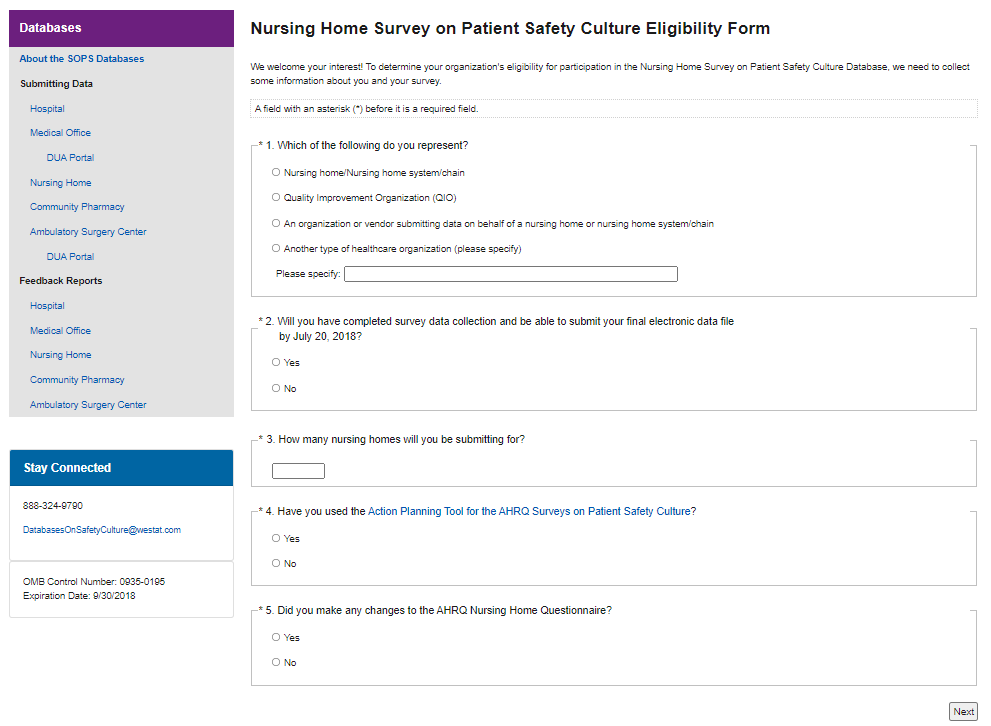 Databases
About the SOPS Databases
Submitting Data
Hospital
Medical Office
DUA Portal
Nursing Home
Community Pharmacy
Ambulatory Surgery Center
DUA Portal
Feedback Reports
Hospital
Medical Office
Nursing Home
Community Pharmacy
Ambulatory Surgery Center
Stay Connected
888-324-9790
DatabasesOnSafetyCulture@westat.com
OMB Control Number: 0935-0195
Expiration Date: 9/30/2018
Nursing Home Survey on Patient Safety Culture Eligibility Form
We welcome your interest! To determine your organization's eligibility for participation in the Nursing Home Survey on Patient Safety Culture Database, we need to collect
some information about you and your survey.
A field with an asterisk (*) before it is a required field.
* 1. Which of the following do you represent?
Nursing home/Nursing home system/chain
Quality Improvement Organization (QIO)
An organization or vendor submitting data on behalf of a nursing home or nursing home system/chain
Another type of healthcare organization (please specify)
Please specify:
* 2. Will you have completed survey data collection and be able to submit your final electronic data file
by July 20, 2018?
Yes
No
* 3. How many nursing homes will you be submitting for?
* 4. Have you used the Action Planning Tool for the AHRQ Surveys on Patient Safety Culture?
Yes
No
* 5. Did you make any changes to the AHRQ Nursing Home Questionnaire?
Yes
No
Next